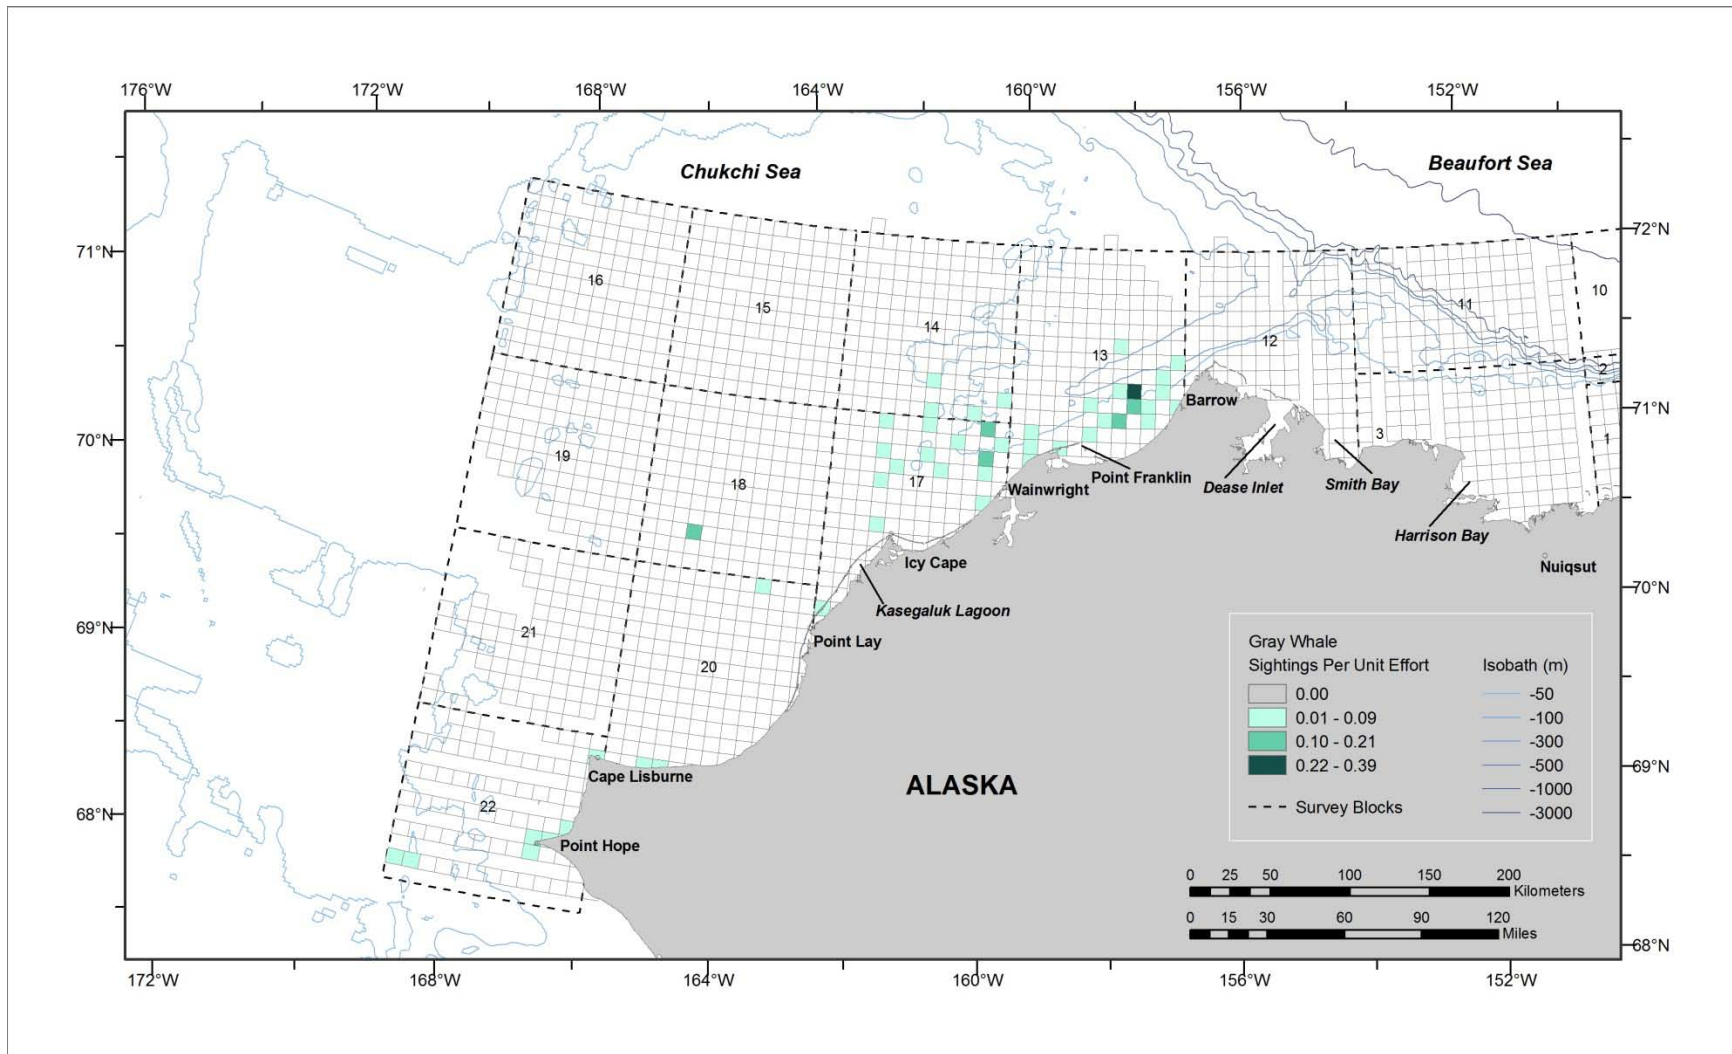 176°W 172°W 168°W 164°W 160°W 156°W 152°W
Chukchi Sea
Beaufort Sea
72°N
71°N
16
15
14
13
12
11
10
2
71°N
Barrow
70°N
19
18
17
3
1
Wainwright
Point Franklin
Dease Inlet
Smith Bay
Harrison Bay
Icy Cape
Nuiqsut
70°N
Kasegaluk Lagoon
69°N
21
20
Point Lay
Gray Whale
Sightings Per Unit Effort
0.00
0.01 - 0.09
0.10 - 0.21
0.22 - 0.39
Survey Blocks
Isobath (m)
-50
-100
-300
-500
-1000
-3000
69°N
Cape Lisburne
ALASKA
68°N
22
Point Hope
0 25 50 100 150 200
Kilometers
0 15 30 60 90 120
Miles
68°N
172°W 168°W 164°W 160°W 156°W 152°W